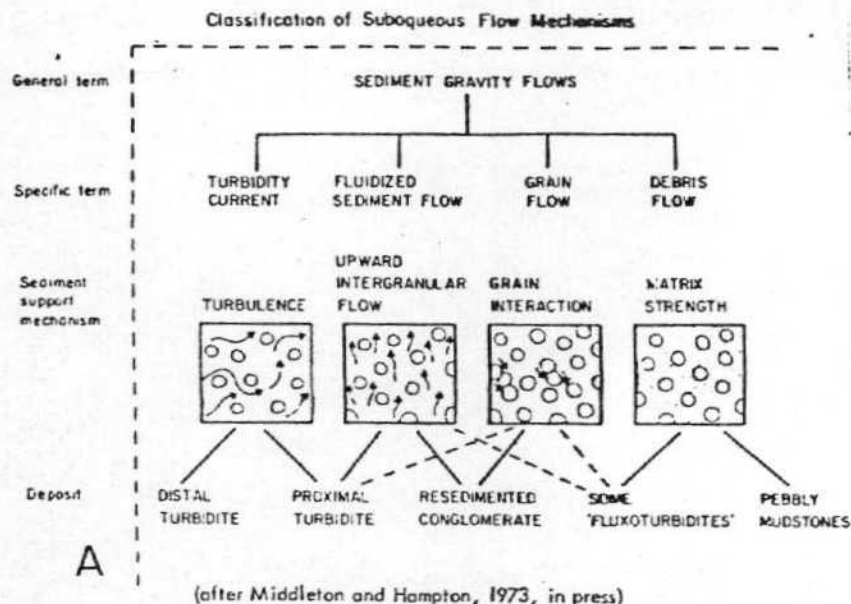 Classification of Suboqueous Flow Mechanisms
General term
SEDIMENT GRAVITY FLOWS
Specific term
TURBIDITY CURRENT
FLUIDIZED SEDIMENT FLOW
GRAIN FLOW
DEBRIS FLOW
Sediment support mechanism
TURBULENCE
UPWARD INTERGRANULAR FLOW
GRAIN INTERACTION
MATRIX STRENGTH
Deposit
DISTAL TURBIDITE
PROXIMAL TURBIDITE
RESEDIMENTED CONGLOMERATE
SOME "FLUXOTURBIDITES"
PEBBLY MUDSTONES
A
(after Middleton and Hampton, 1973, in press)